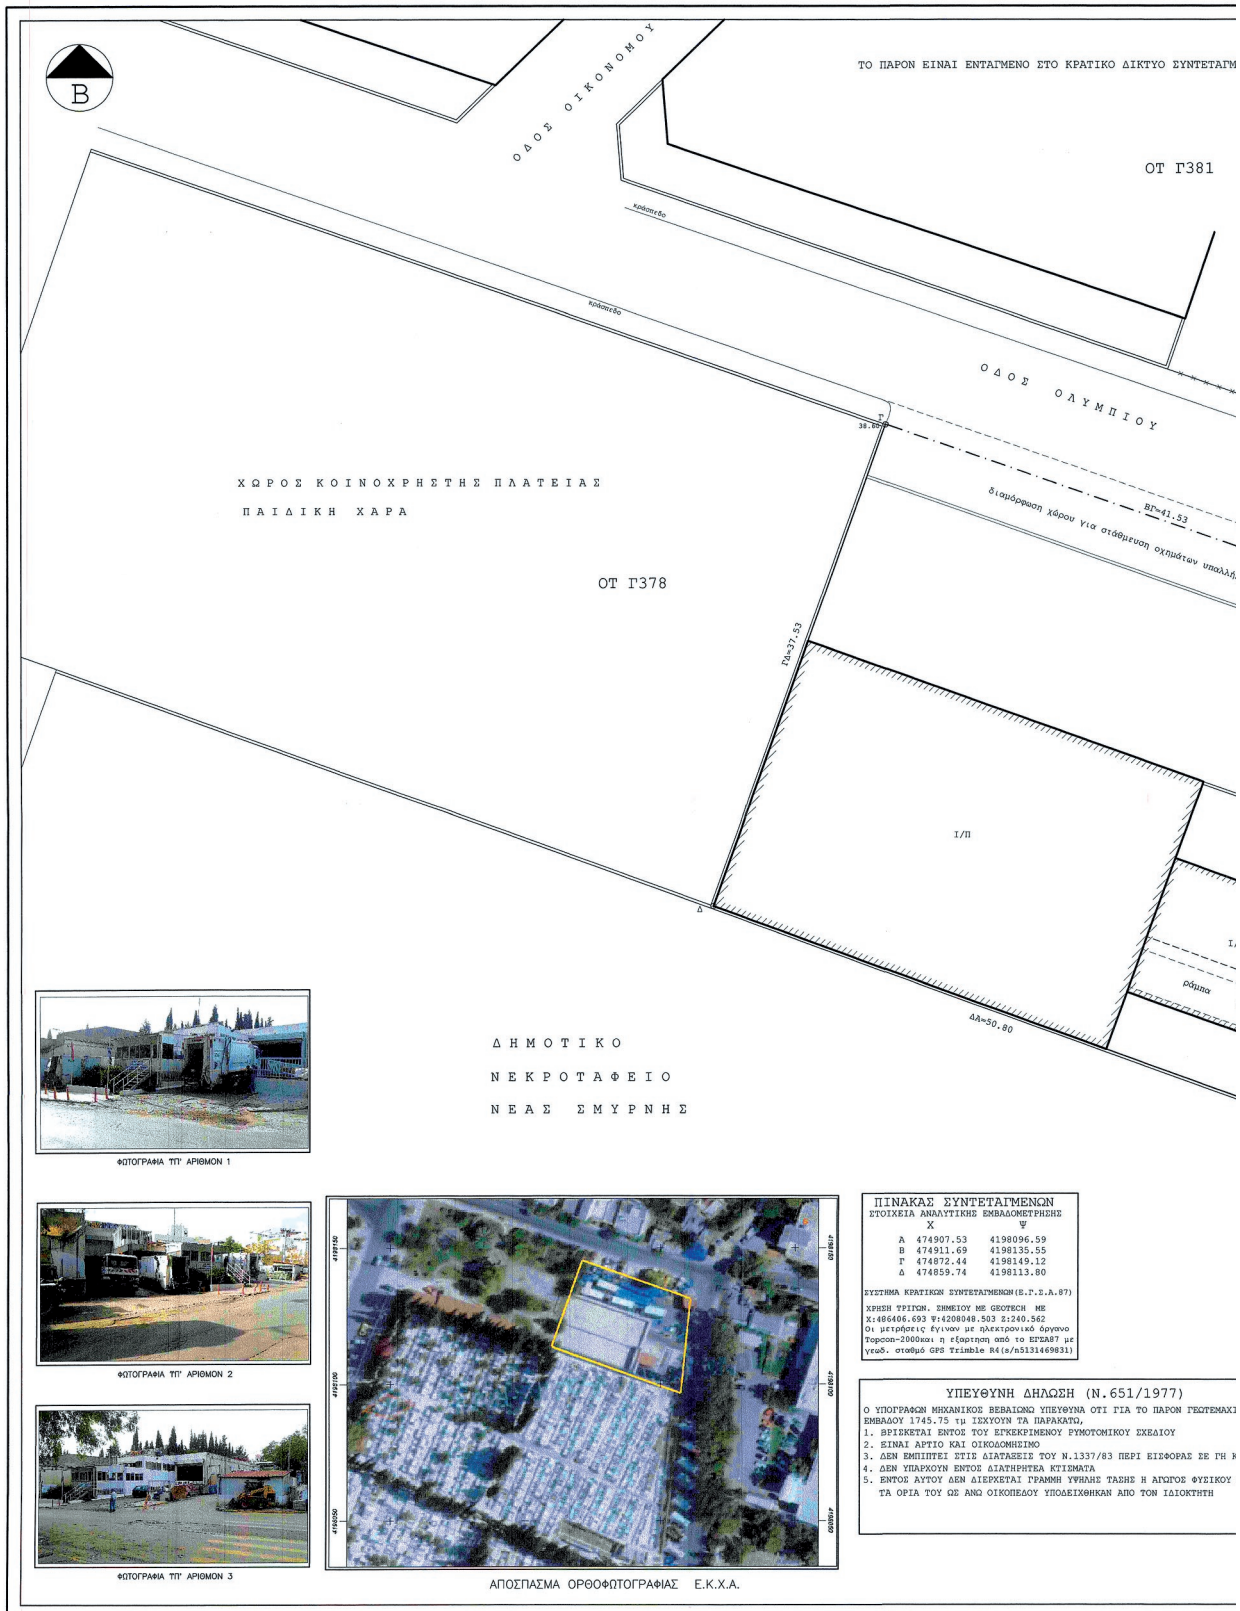 Β
ΤΟ ΠΑΡΟΝ ΕΙΝΑΙ ΕΝΤΑΓΜΕΝΟ ΣΤΟ ΚΡΑΤΙΚΟ ΔΙΚΤΥΟ ΣΥΝΤΕΤΑΓΜ
ΟΔΟΣ ΟΙΚΟΝΟΜΟΥ
ΟΤ Γ381
κράσπεδο
κράσπεδο
ΟΔΟΣ ΟΛΥΜΠΙΟΥ
Γ
38.60
ΒΓ=41.53
διαμόρφωση χώρου για στάθμευση οχημάτων υπαλλή
ΧΩΡΟΣ ΚΟΙΝΟΧΡΗΣΤΗΣ ΠΛΑΤΕΙΑΣ
ΠΑΙΔΙΚΗ ΧΑΡΑ
ΟΤ Γ378
ΓΔ=37.53
Ι/Π
Δ
Ι/
ράμπα
ΔΑ=50.80
ΔΗΜΟΤΙΚΟ
ΝΕΚΡΟΤΑΦΕΙΟ
ΝΕΑΣ ΣΜΥΡΝΗΣ
ΦΩΤΟΓΡΑΦΙΑ ΥΠ' ΑΡΙΘΜΟΝ 1
ΦΩΤΟΓΡΑΦΙΑ ΥΠ' ΑΡΙΘΜΟΝ 2
ΦΩΤΟΓΡΑΦΙΑ ΥΠ' ΑΡΙΘΜΟΝ 3
4198150
4198150
4198100
4198100
4198050
4198050
ΑΠΟΣΠΑΣΜΑ ΟΡΘΟΦΩΤΟΓΡΑΦΙΑΣ Ε.Κ.Χ.Α.
ΠΙΝΑΚΑΣ ΣΥΝΤΕΤΑΓΜΕΝΩΝ
ΣΤΟΙΧΕΙΑ ΑΝΑΛΥΤΙΚΗΣ ΕΜΒΑΔΟΜΕΤΡΗΣΗΣ
Χ Ψ
Α 474907.53 4198096.59
Β 474911.69 4198135.55
Γ 474872.44 4198149.12
Δ 474859.74 4198113.80
ΣΥΣΤΗΜΑ ΚΡΑΤΙΚΩΝ ΣΥΝΤΕΤΑΓΜΕΝΩΝ(Ε.Γ.Σ.Α.87)
ΧΡΗΣΗ ΤΡΙΓΩΝ. ΣΗΜΕΙΟΥ ΜΕ GEOTECH ΜΕ
Χ:486406.693 Ψ:4208048.503 Ζ:240.562
Οι μετρήσεις έγιναν με ηλεκτρονικό όργανο
Topcon-2000και η εξάρτηση από το ΕΓΣΑ87 με
γεωδ. σταθμό GPS Trimble R4(s/n5131469831)
ΥΠΕΥΘΥΝΗ ΔΗΛΩΣΗ (Ν.651/1977)
Ο ΥΠΟΓΡΑΦΩΝ ΜΗΧΑΝΙΚΟΣ ΒΕΒΑΙΩΝΩ ΥΠΕΥΘΥΝΑ ΟΤΙ ΓΙΑ ΤΟ ΠΑΡΟΝ ΓΕΩΤΕΜΑΧΙ
ΕΜΒΑΔΟΥ 1745.75 τμ ΙΣΧΥΟΥΝ ΤΑ ΠΑΡΑΚΑΤΩ,
1. ΒΡΙΣΚΕΤΑΙ ΕΝΤΟΣ ΤΟΥ ΕΓΚΕΚΡΙΜΕΝΟΥ ΡΥΜΟΤΟΜΙΚΟΥ ΣΧΕΔΙΟΥ
2. ΕΙΝΑΙ ΑΡΤΙΟ ΚΑΙ ΟΙΚΟΔΟΜΗΣΙΜΟ
3. ΔΕΝ ΕΜΠΙΠΤΕΙ ΣΤΙΣ ΔΙΑΤΑΞΕΙΣ ΤΟΥ Ν.1337/83 ΠΕΡΙ ΕΙΣΦΟΡΑΣ ΣΕ ΓΗ Κ
4. ΔΕΝ ΥΠΑΡΧΟΥΝ ΕΝΤΟΣ ΔΙΑΤΗΡΗΤΕΑ ΚΤΙΣΜΑΤΑ
5. ΕΝΤΟΣ ΑΥΤΟΥ ΔΕΝ ΔΙΕΡΧΕΤΑΙ ΓΡΑΜΜΗ ΥΨΗΛΗΣ ΤΑΣΗΣ Η ΑΓΩΓΟΣ ΦΥΣΙΚΟΥ
ΤΑ ΟΡΙΑ ΤΟΥ ΩΣ ΑΝΩ ΟΙΚΟΠΕΔΟΥ ΥΠΟΔΕΙΧΘΗΚΑΝ ΑΠΟ ΤΟΝ ΙΔΙΟΚΤΗΤΗ